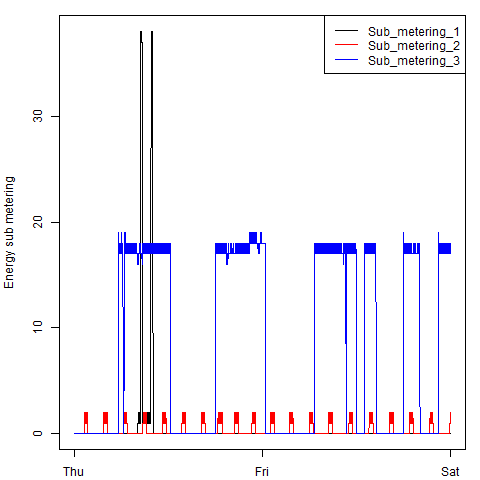 Sub_metering_1
Sub_metering_2
Sub_metering_3
30
20
10
0
Energy sub metering
Thu
Fri
Sat